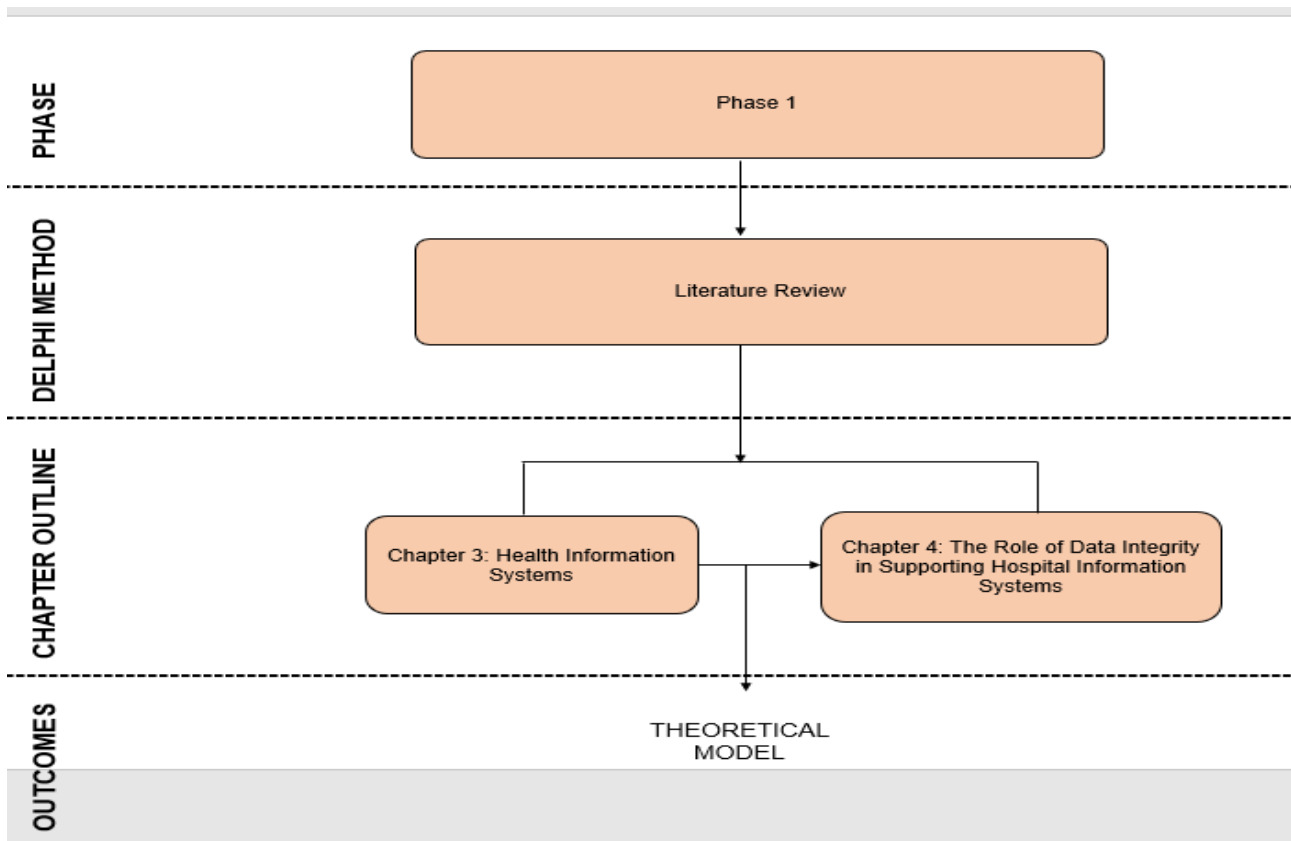 PHASE
Phase 1
DELPHI METHOD
Literature Review
CHAPTER OUTLINE
Chapter 3: Health Information
Systems
Chapter 4: The Role of Data Integrity
in Supporting Hospital Information
Systems
OUTCOMES
THEORETICAL
MODEL